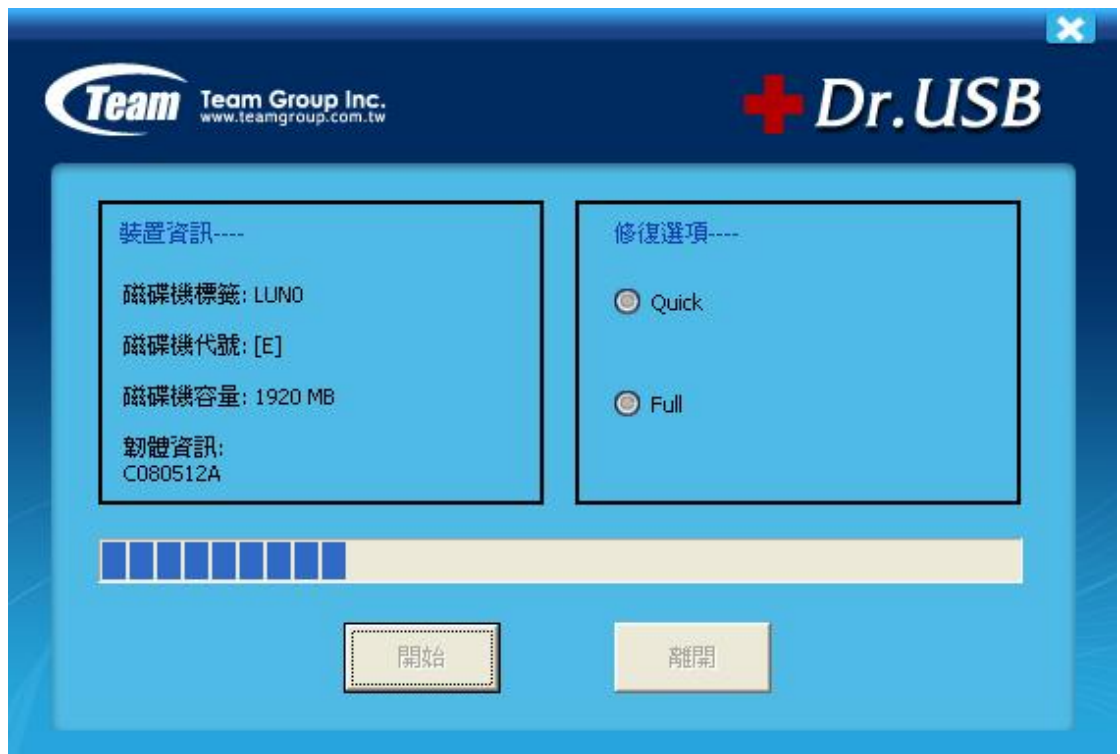 Team
Team Group Inc.
www.teamgroup.com.tw
Dr.USB
裝置資訊----
磁碟機標籤: LUN0
磁碟機代號: [E]
磁碟機容量: 1920 MB
韌體資訊:
C080512A
修復選項----
Quick
Full
開始
離開